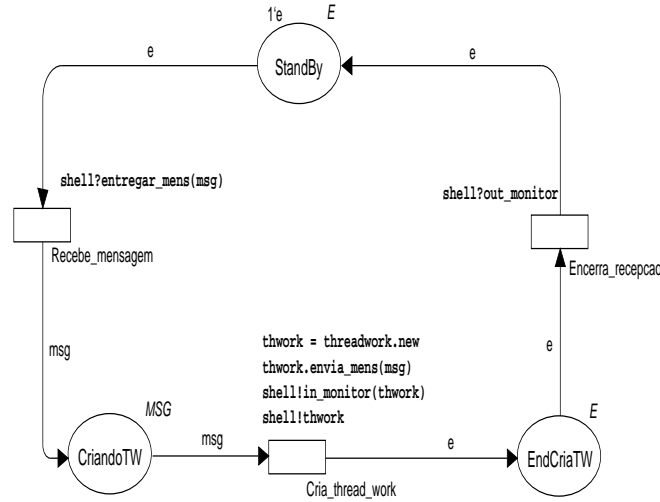 1'e
E
StandBy
e
e
shell?entregar_mens(msg)
Recebe_mensagem
shell?out_monitor
Encerra_recepcao
msg
e
thwork = threadwork.new
thwork.envia_mens(msg)
shell!in_monitor(thwork)
shell!thwork
MSG
CriandoTW
msg
Cria_thread_work
e
E
EndCriaTW